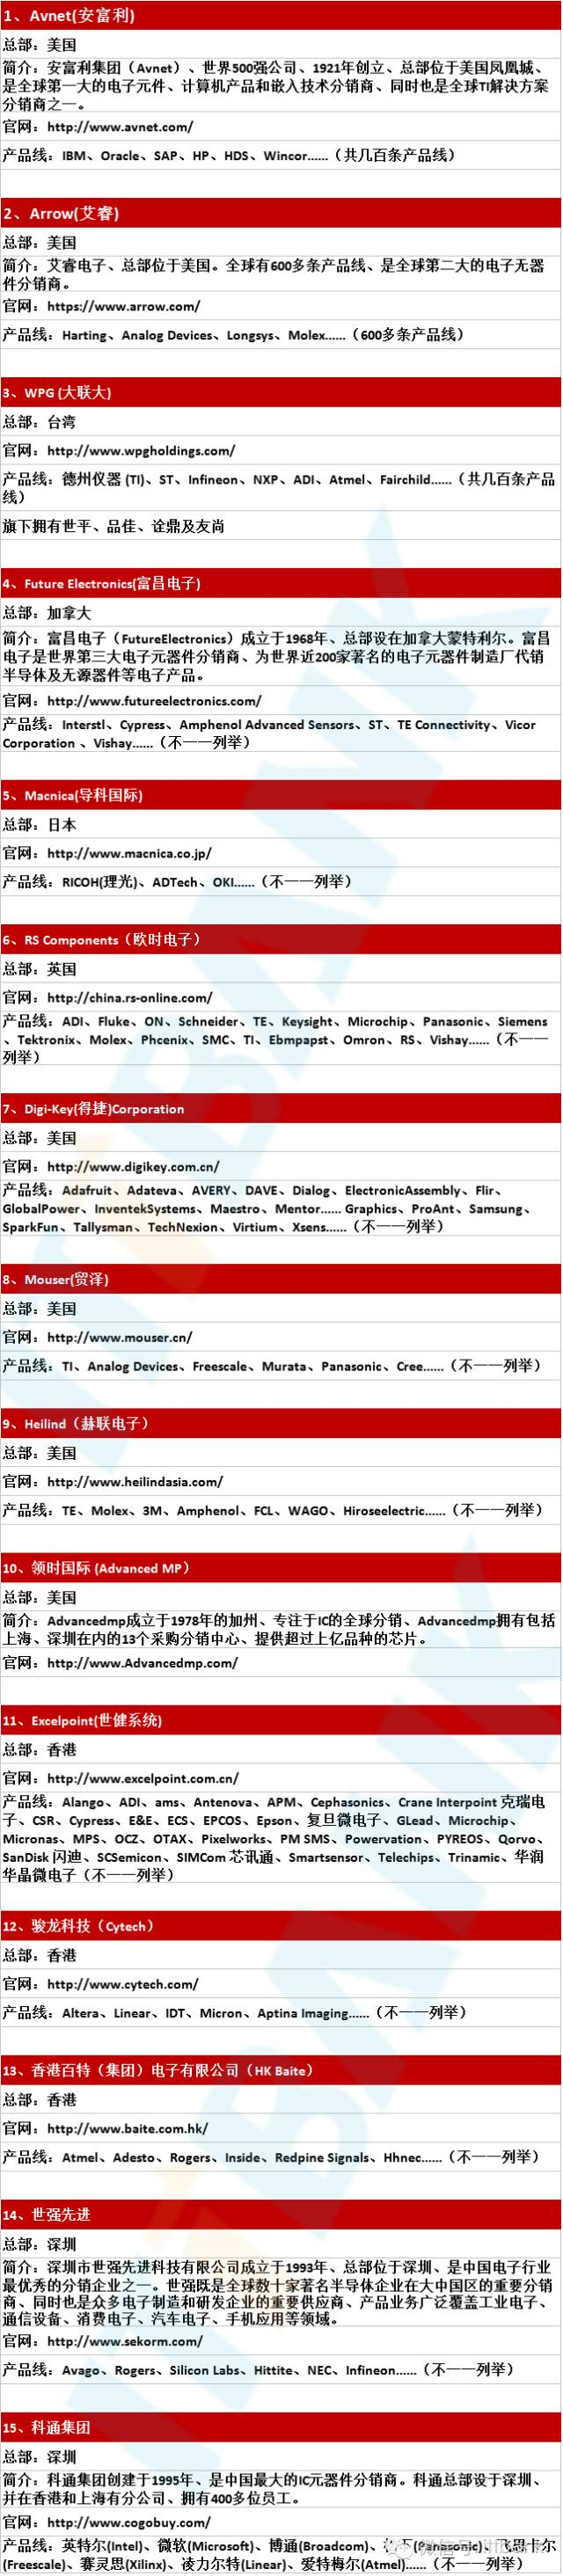 1、Avnet(安富利)
总部：美国
简介：安富利集团（Avnet）、世界500强公司、1921年创立、总部位于美国凤凰城、
是全球第一大的电子元件、计算机产品和嵌入技术分销商、同时也是全球TI解决方案
分销商之一。
官网：http://www.avnet.com/
产品线：IBM、Oracle、SAP、HP、HDS、Wincor......（共几百条产品线）
2、Arrow(艾睿)
总部：美国
简介：艾睿电子、总部位于美国。全球有600多条产品线、是全球第二大的电子无器
件分销商。
官网：https://www.arrow.com/
产品线：Harting、Analog Devices、Longsys、Molex......（600多条产品线）
3、WPG (大联大)
总部：台湾
官网：http://www.wpgholdings.com/
产品线：德州仪器 (TI)、ST、Infineon、NXP、ADI、Atmel、Fairchild......（共几百条产品
线）
旗下拥有世平、品佳、诠鼎及友尚
4、Future Electronics(富昌电子)
总部：加拿大
简介：富昌电子（FutureElectronics）成立于1968年、总部设在加拿大蒙特利尔。富昌
电子是世界第三大电子元器件分销商、为世界近200家著名的电子元器件制造厂代销
半导体及无源器件等电子产品。
官网：http://www.futureelectronics.com/
产品线：Interstl、Cypress、Amphenol Advanced Sensors、ST、TE Connectivity、Vicor
Corporation 、Vishay......（不一一列举）
5、Macnica(导科国际)
总部：日本
官网：http://www.macnica.co.jp/
产品线：RICOH(理光)、ADTech、OKI......（不一一列举）
6、RS Components（欧时电子）
总部：英国
官网：http://china.rs-online.com/
产品线：ADI、Fluke、ON、Schneider、TE、Keysight、Microchip、Panasonic、Siemens
、Tektronix、Molex、Phcenix、SMC、TI、Ebmpapst、Omron、RS、Vishay......（不一一
列举）
7、Digi-Key(得捷)Corporation
总部：美国
官网：http://www.digikey.com.cn/
产品线：Adafruit、Adateva、AVERY、DAVE、Dialog、ElectronicAssembly、Flir、
GlobalPower、InventekSystems、Maestro、Mentor...... Graphics、ProAnt、Samsung、
SparkFun、Tallysman、TechNexion、Virtium、Xsens......（不一一列举）
8、Mouser(贸泽)
总部：美国
官网：http://www.mouser.cn/
产品线：TI、Analog Devices、Freescale、Murata、Panasonic、Cree......（不一一列举）
9、Heilind（赫联电子）
总部：美国
官网：http://www.heilindasia.com/
产品线：TE、Molex、3M、Amphenol、FCL、WAGO、Hiroseelectric......（不一一列举）
10、领时国际 (Advanced MP）
总部：美国
简介：Advancedmp成立于1978年的加州、专注于IC的全球分销、Advancedmp拥有包括
上海、深圳在内的13个采购分销中心、提供超过上亿品种的芯片。
官网：http://www.Advancedmp.com/
11、Excelpoint(世健系统)
总部：香港
官网：http://www.excelpoint.com.cn/
产品线：Alango、ADI、ams、Antenova、APM、Cephasonics、Crane Interpoint 克瑞电
子、CSR、Cypress、E&E、ECS、EPCOS、Epson、复旦微电子、GLead、Microchip、
Micronas、MPS、OCZ、OTAX、Pixelworks、PM SMS、Powervation、PYREOS、Qorvo、
SanDisk 闪迪、SCSemicon、SIMCom 芯讯通、Smartsensor、Telechips、Trinamic、华润
华晶微电子（不一一列举）
12、骏龙科技（Cytech）
总部：香港
官网：http://www.cytech.com/
产品线：Altera、Linear、IDT、Micron、Aptina Imaging......（不一一列举）
13、香港百特（集团）电子有限公司（HK Baite）
总部：香港
官网：http://www.baite.com.hk/
产品线：Atmel、Adesto、Rogers、Inside、Redpine Signals、Hhnec......（不一一列举）
14、世强先进
总部：深圳
简介：深圳市世强先进科技有限公司成立于1993年、总部位于深圳、是中国电子行业
最优秀的分销企业之一。世强既是全球数十家著名半导体企业在大中国区的重要分销
商、同时也是众多电子制造和研发企业的重要供应商、产品业务广泛覆盖工业电子、
通信设备、消费电子、汽车电子、手机应用等领域。
官网：http://www.sekorm.com/
产品线：Avago、Rogers、Silicon Labs、Hittite、NEC、Infineon......（不一一列举）
15、科通集团
总部：深圳
简介：科通集团创建于1995年、是中国最大的IC元器件分销商。科通总部设于深圳、
并在香港和上海有分公司、拥有400多位员工。
官网：http://www.cogobuy.com/
产品线：英特尔(Intel)、微软(Microsoft)、博通(Broadcom)、下(Panasonic)、飞思卡尔
(Freescale)、赛灵思(Xilinx)、凌力尔特(Linear)、爱特梅尔(Atmel)......（不一一列举）